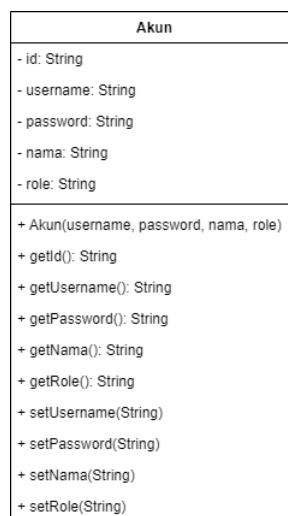 Akun
- id: String
- username: String
- password: String
- nama: String
- role: String
+ Akun(username, password, nama, role)
+ getId(): String
+ getUsername(): String
+ getPassword(): String
+ getNama(): String
+ getRole(): String
+ setUsername(String)
+ setPassword(String)
+ setNama(String)
+ setRole(String)